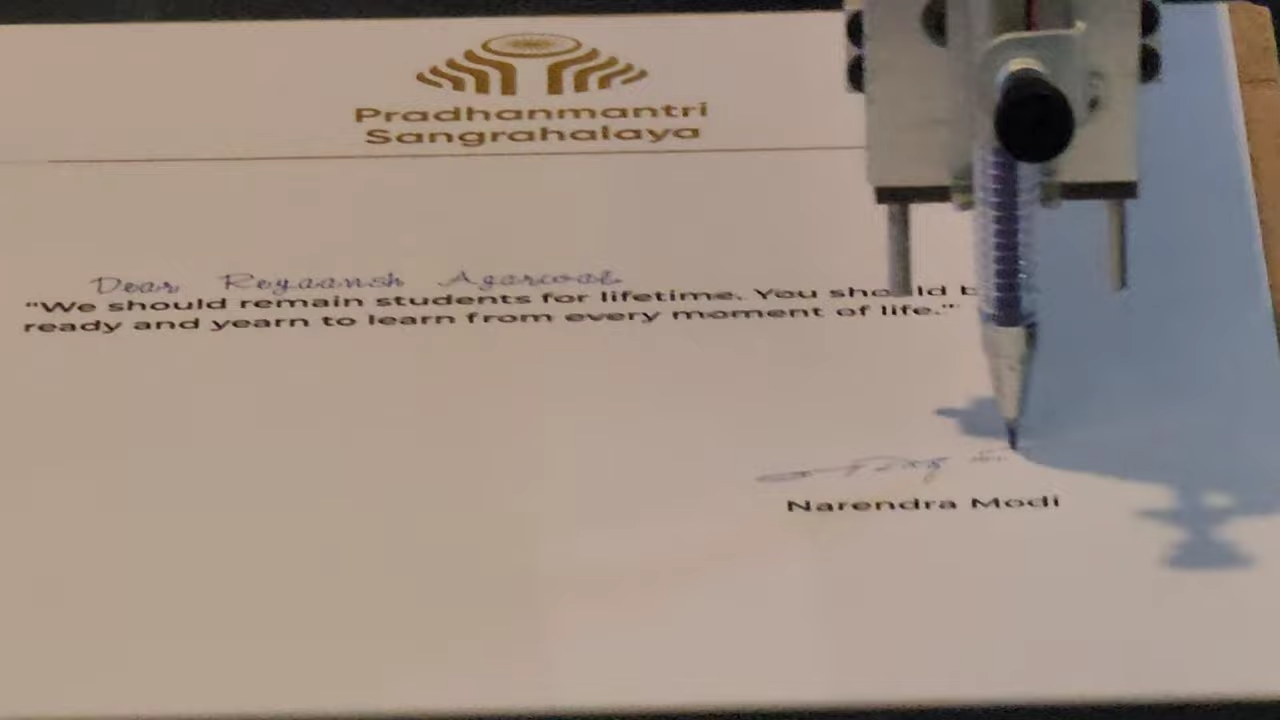 Pradhanmantri
Sangrahalaya
Dear Reyaansh Agarwal
"We should remain students for lifetime. You should b
ready and yearn to learn from every moment of life."
Narendra Modi